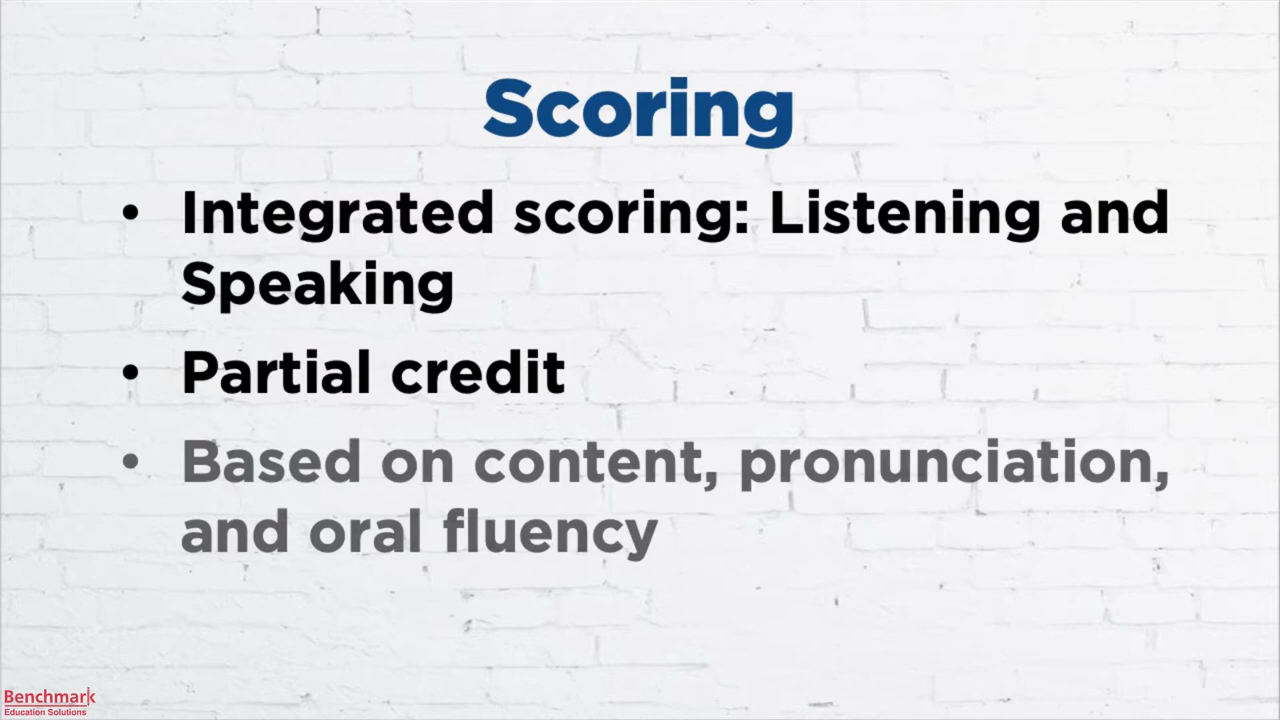 Scoring
• Integrated scoring: Listening and
Speaking
• Partial credit
• Based on content, pronunciation,
and oral fluency
Benchmark
Education Solutions